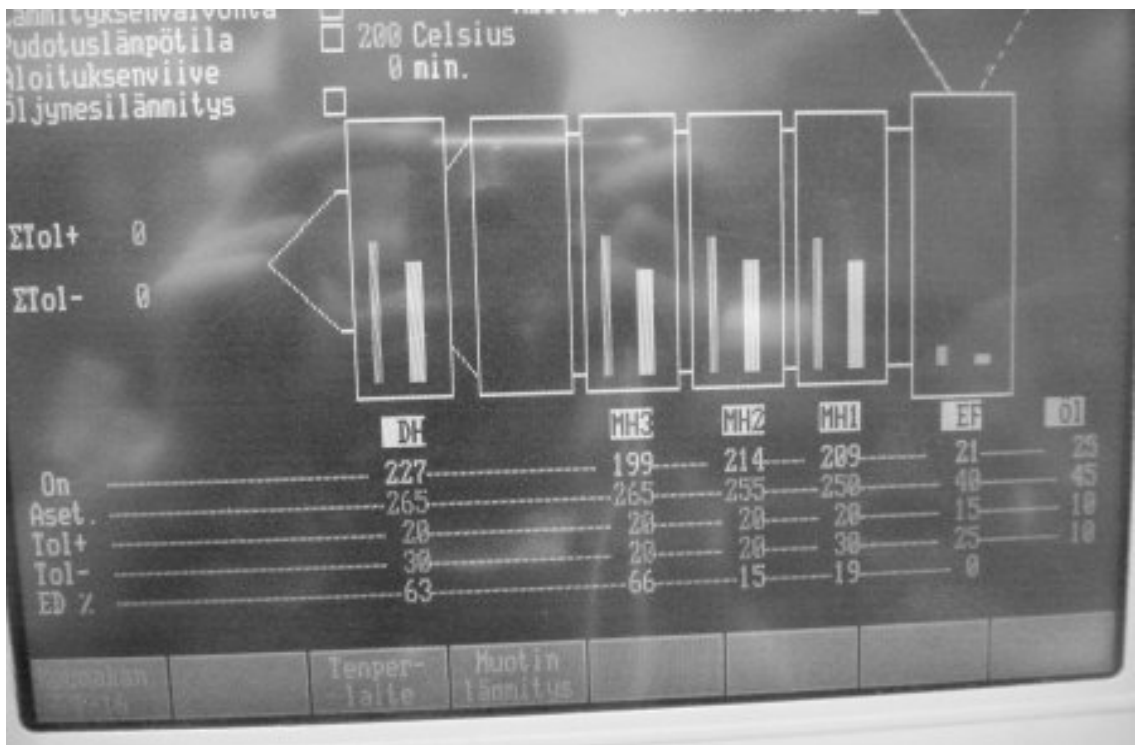 Pudotuslämpötila 200 Celsius
Aloituksenviive 0 min.
Öljynesilämmitys
ΣTol+ 0
ΣTol- 0
DH MH3 MH2 MH1 EF Öl
On 227 199 214 209 21 25
Aset. 265 265 255 250 40 45
Tol+ 20 20 20 20 15 10
Tol- 30 20 20 30 25 10
ED % 63 66 15 19 0
Temper-
laite
Muotin
lämmitus